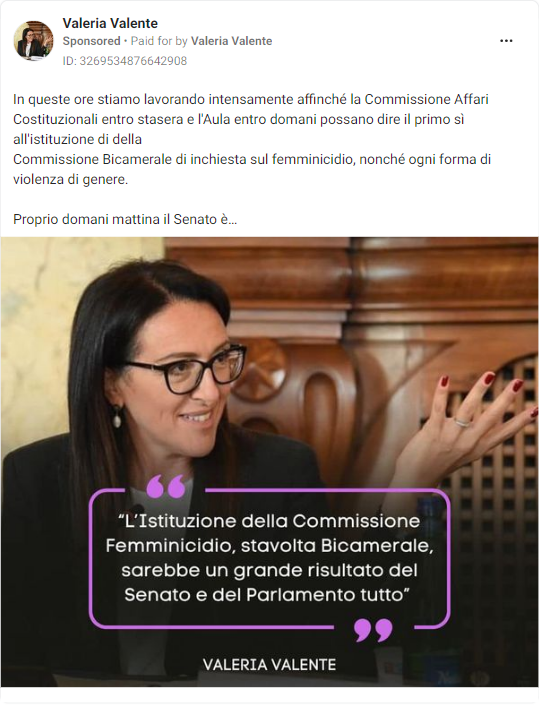 Valeria Valente
Sponsored • Paid for by Valeria Valente
ID: 3269534876642908
In queste ore stiamo lavorando intensamente affinché la Commissione Affari
Costituzionali entro stasera e l'Aula entro domani possano dire il primo sì
all'istituzione di della
Commissione Bicamerale di inchiesta sul femminicidio, nonché ogni forma di
violenza di genere.
Proprio domani mattina il Senato è...
“L’Istituzione della Commissione
Femminicidio, stavolta Bicamerale,
sarebbe un grande risultato del
Senato e del Parlamento tutto”
VALERIA VALENTE